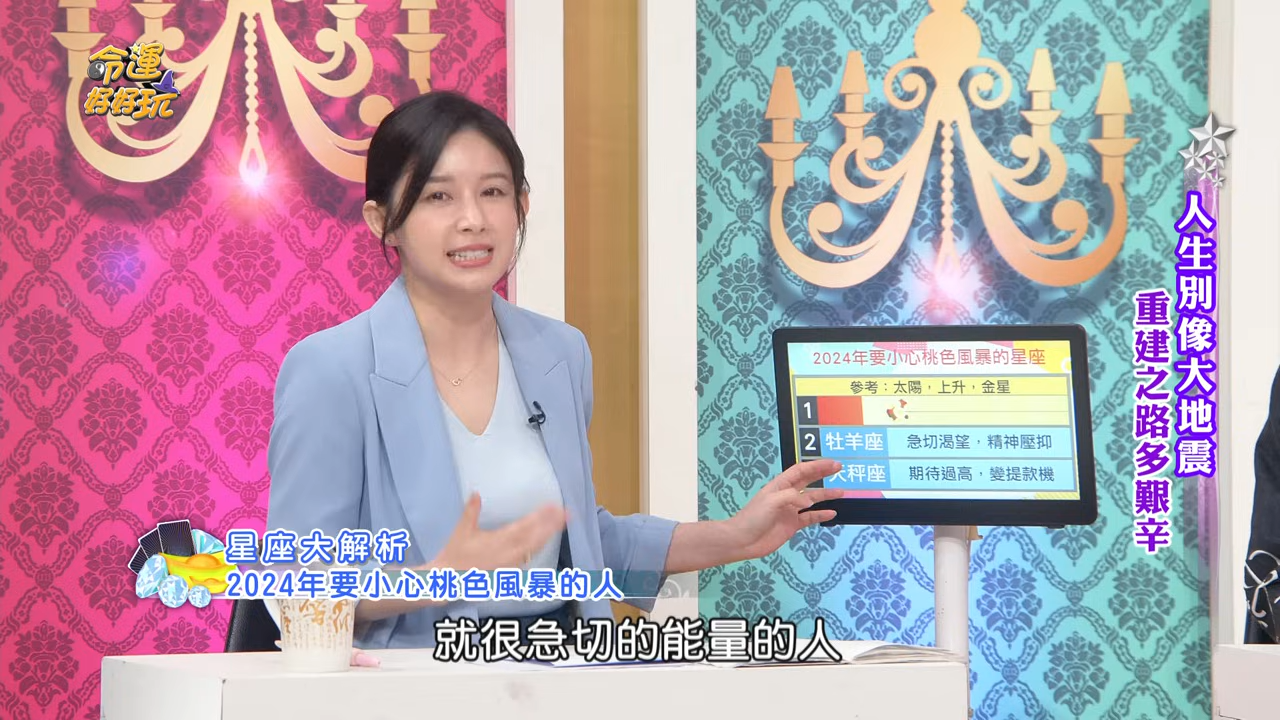 命運
好好玩
人生別像大地震
重建之路多艱辛
2024年要小心桃色風暴的星座
參考：太陽，上升，金星
1
2 牡羊座 急切渴望，精神壓抑
天秤座 期待過高，變提款機
星座大解析
2024年要小心桃色風暴的人
就很急切的能量的人